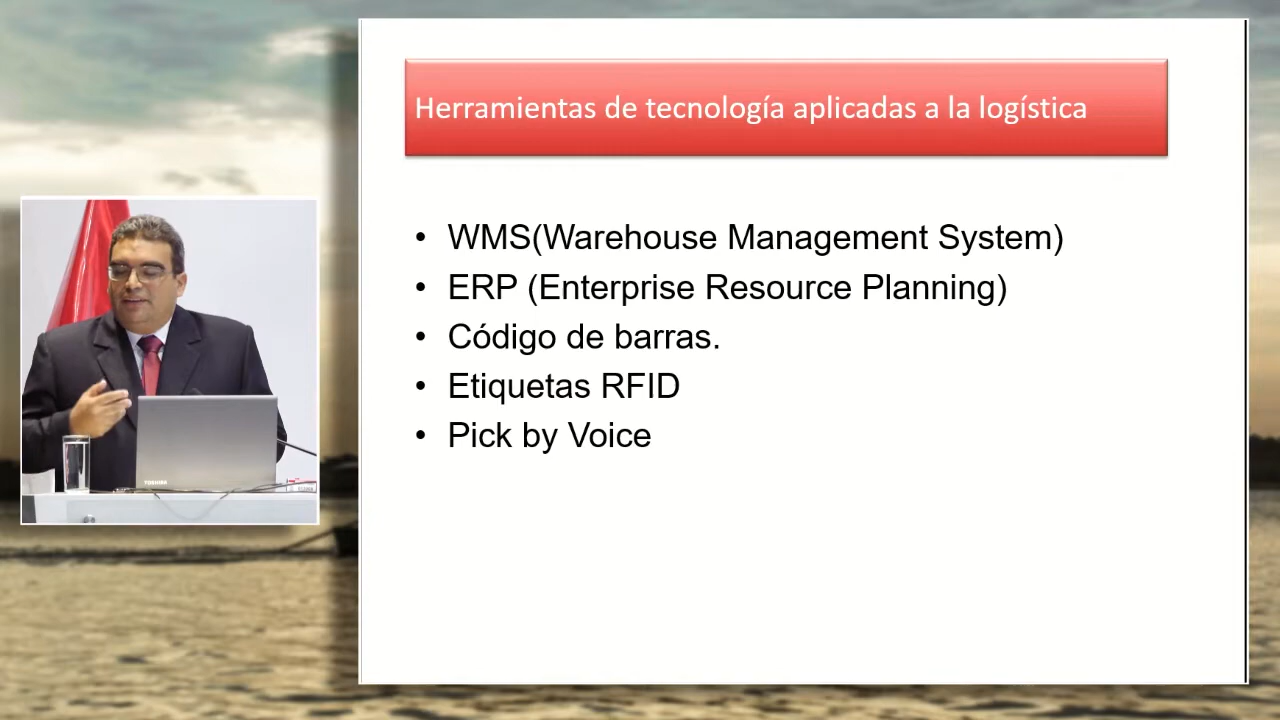 Herramientas de tecnología aplicadas a la logística
• WMS(Warehouse Management System)
• ERP (Enterprise Resource Planning)
• Código de barras.
• Etiquetas RFID
• Pick by Voice
TOSHIBA